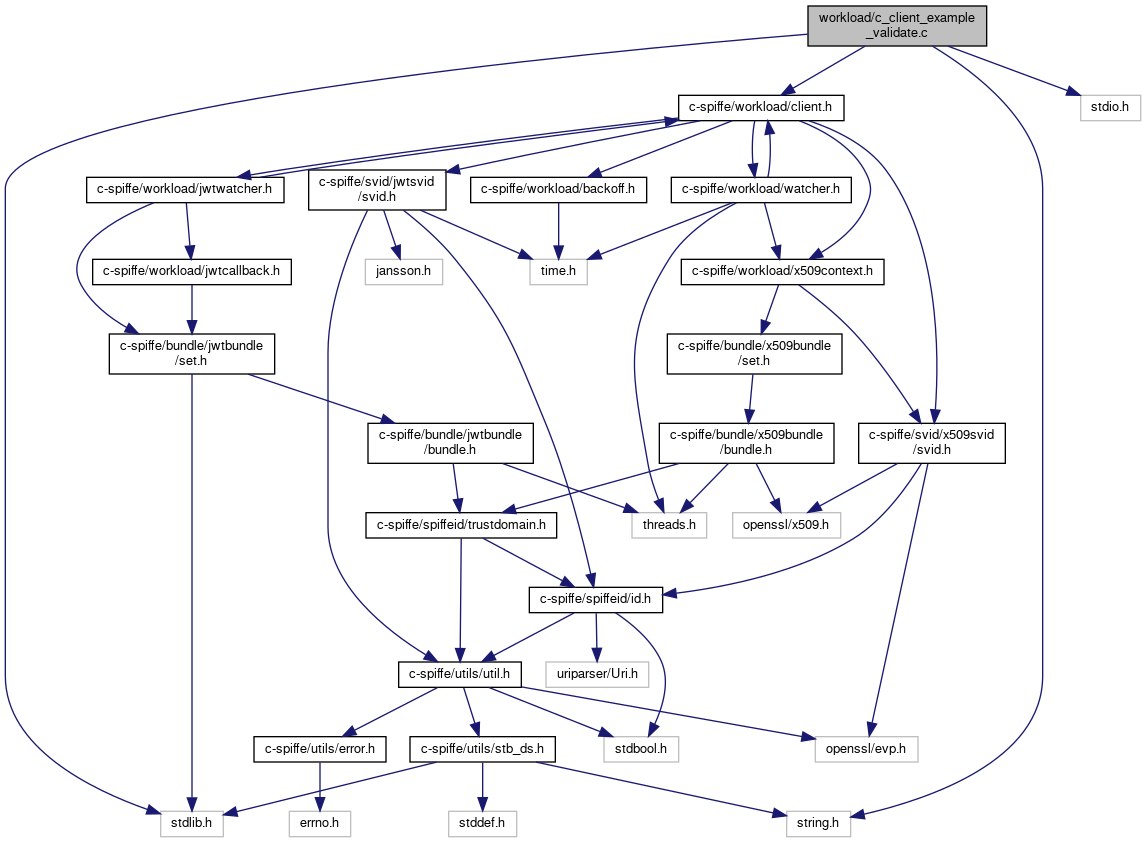 workload/c_client_example
_validate.c
c-spiffe/workload/client.h
stdio.h
c-spiffe/workload/jwtwatcher.h
c-spiffe/svid/jwtsvid
/svid.h
c-spiffe/workload/backoff.h
c-spiffe/workload/watcher.h
c-spiffe/workload/jwtcallback.h
jansson.h
time.h
c-spiffe/workload/x509context.h
c-spiffe/bundle/jwtbundle
/set.h
c-spiffe/bundle/x509bundle
/set.h
c-spiffe/bundle/jwtbundle
/bundle.h
c-spiffe/bundle/x509bundle
/bundle.h
c-spiffe/svid/x509svid
/svid.h
c-spiffe/spiffeid/trustdomain.h
threads.h
openssl/x509.h
c-spiffe/spiffeid/id.h
c-spiffe/utils/util.h
uriparser/Uri.h
c-spiffe/utils/error.h
c-spiffe/utils/stb_ds.h
stdbool.h
openssl/evp.h
stdlib.h
errno.h
stddef.h
string.h